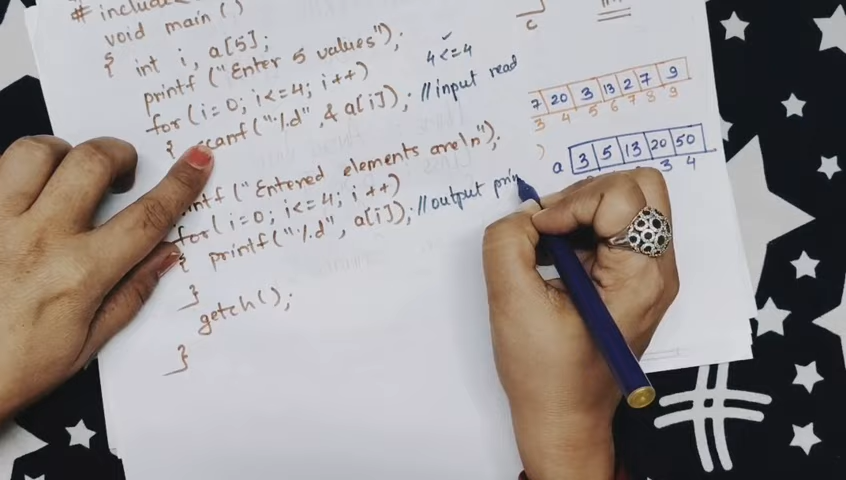 # include
void main ( )
{ int i, a[5];
printf ("Enter 5 values");
for (i=0; i<=4; i++)
4<=4
{ scanf ("%d" & a[i]); //input read
printf ("Entered elements are\n");
for (i=0; i<=4; i++)
{ printf ("%d", a[i]); //output prin
}
getch();
}
c
7 20 3 13 2 7 9
3 4 5 6 7 8 9
)
a 3 5 13 20 50
3 4